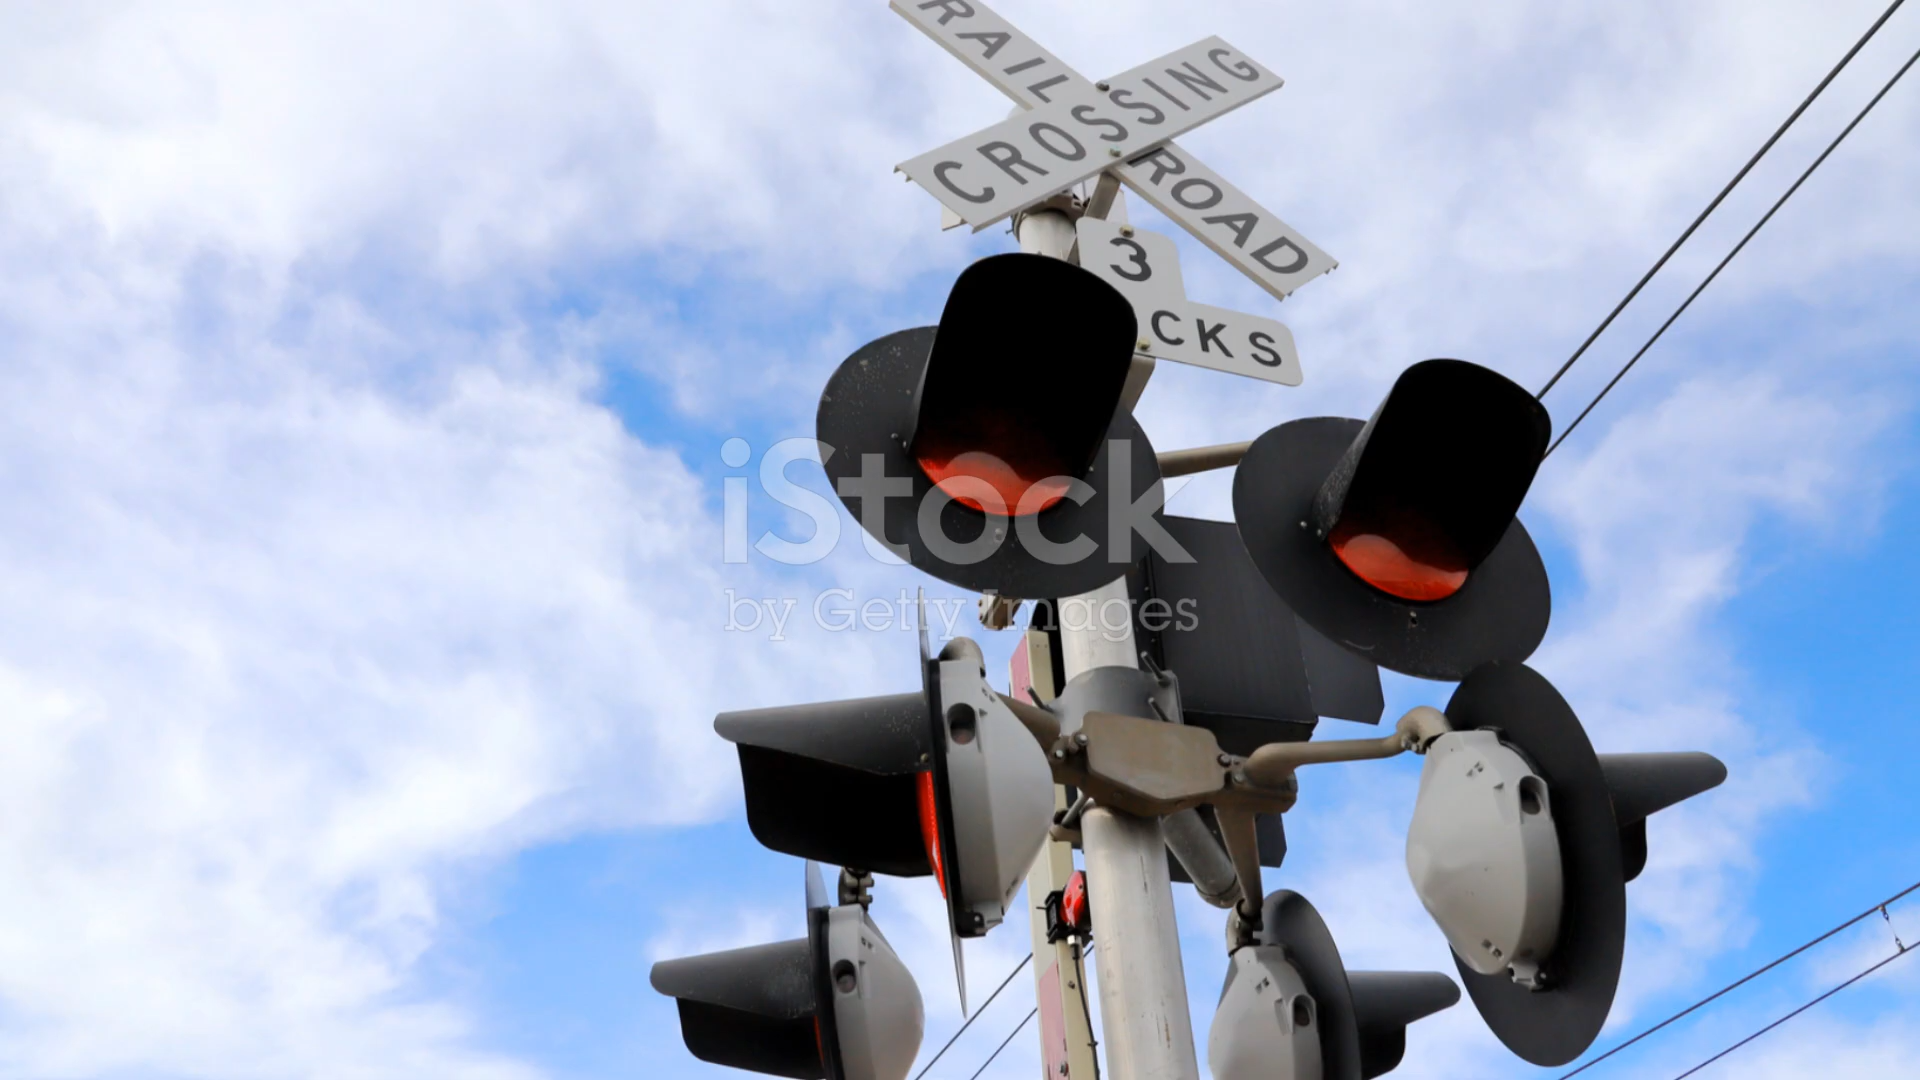 RAILROAD
CROSSING
3
CKS
iStock
by Getty Images